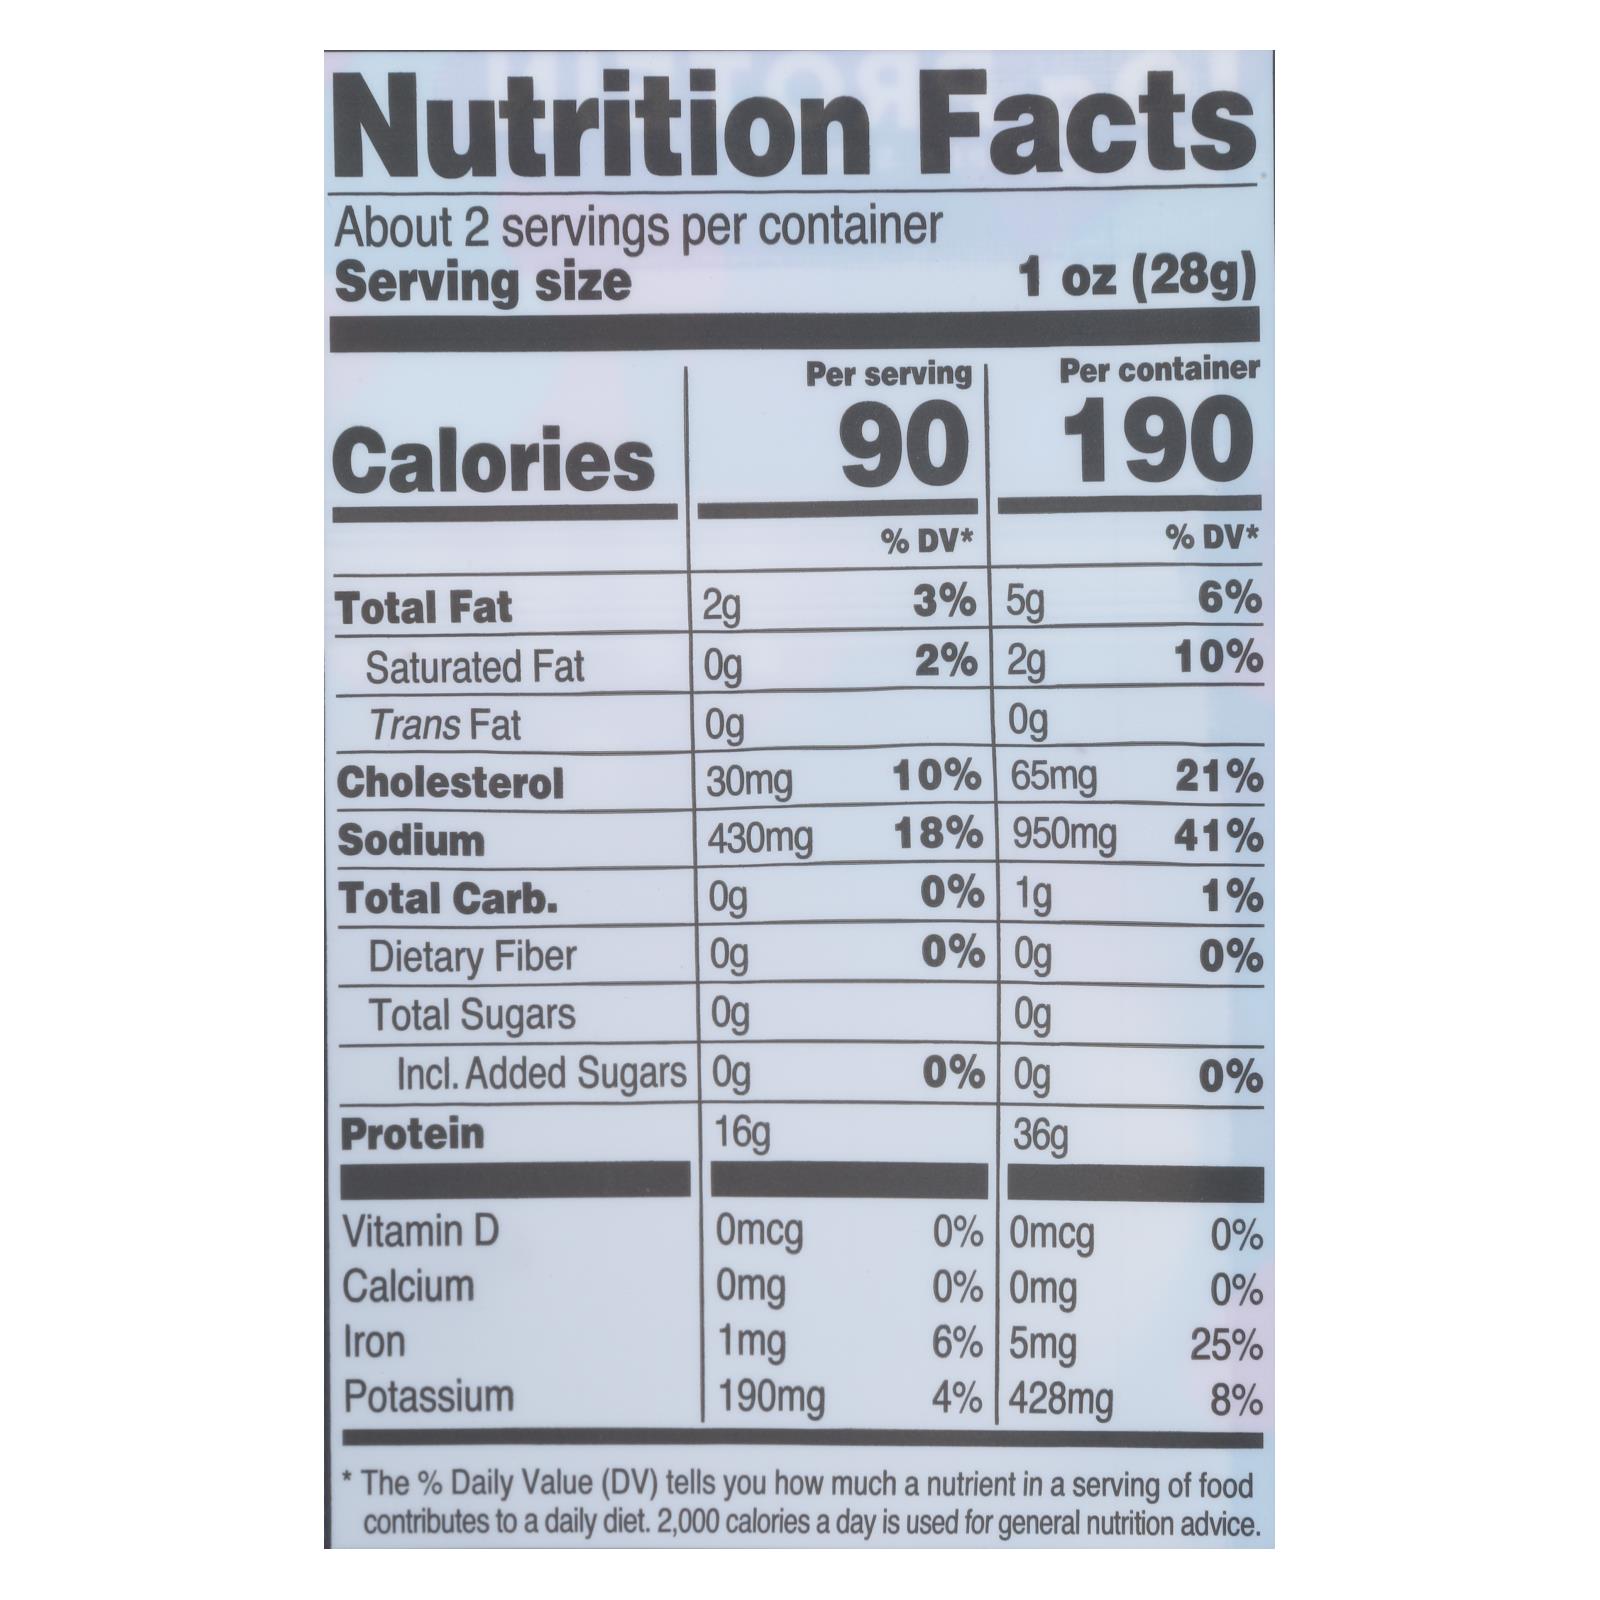 Nutrition Facts
About 2 servings per container
Serving size 1 oz (28g)
Per serving Per container
Calories 90 190
% DV* % DV*
Total Fat 2g 3% 5g 6%
Saturated Fat 0g 2% 2g 10%
Trans Fat 0g 0g
Cholesterol 30mg 10% 65mg 21%
Sodium 430mg 18% 950mg 41%
Total Carb. 0g 0% 1g 1%
Dietary Fiber 0g 0% 0g 0%
Total Sugars 0g 0g
Incl. Added Sugars 0g 0% 0g 0%
Protein 16g 36g
Vitamin D 0mcg 0% 0mcg 0%
Calcium 0mg 0% 0mg 0%
Iron 1mg 6% 5mg 25%
Potassium 190mg 4% 428mg 8%
* The % Daily Value (DV) tells you how much a nutrient in a serving of food
contributes to a daily diet. 2,000 calories a day is used for general nutrition advice.